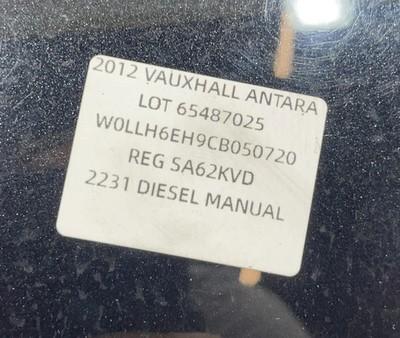 2012 VAUXHALL ANTARA
LOT 65487025
W0LLH6EH9CB050720
REG SA62KVD
2231 DIESEL MANUAL